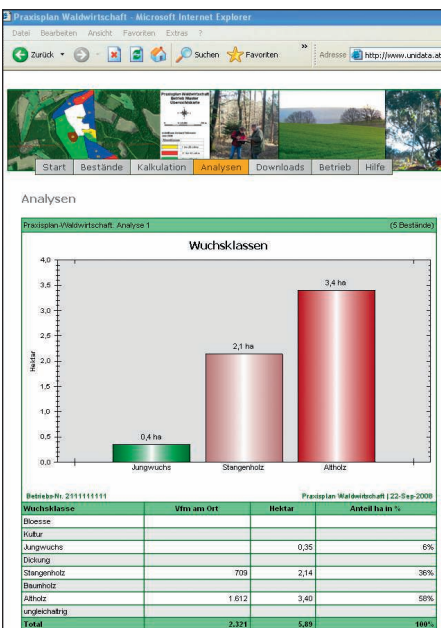 Praxisplan Waldwirtschaft - Microsoft Internet Explorer
Datei Bearbeiten Ansicht Favoriten Extras ?
Zurück Suchen Favoriten » Adresse http://www.unidata.at
Praxisplan Waldwirtschaft
Betrieb Master
Übersichtskarte
Start Bestände Kalkulation Analysen Downloads Betrieb Hilfe
Analysen
Praxisplan-Waldwirtschaft: Analyse 1 (5 Bestände)
Wuchsklassen
Hektar
4,0
3,5
3,0
2,5
2,0
1,5
1,0
0,5
0,0
0,4 ha
2,1 ha
3,4 ha
Jungwuchs Stangenholz Altholz
Betriebs-Nr. 2111111111 Praxisplan Waldwirtschaft | 22-Sep-2008
Wuchsklasse Vfm am Ort Hektar Anteil ha in %
Bloesse
Kultur
Jungwuchs 0,35 6%
Dickung
Stangenholz 709 2,14 36%
Baumholz
Altholz 1.612 3,40 58%
ungleichaltrig
Total 2.321 5,89 100%